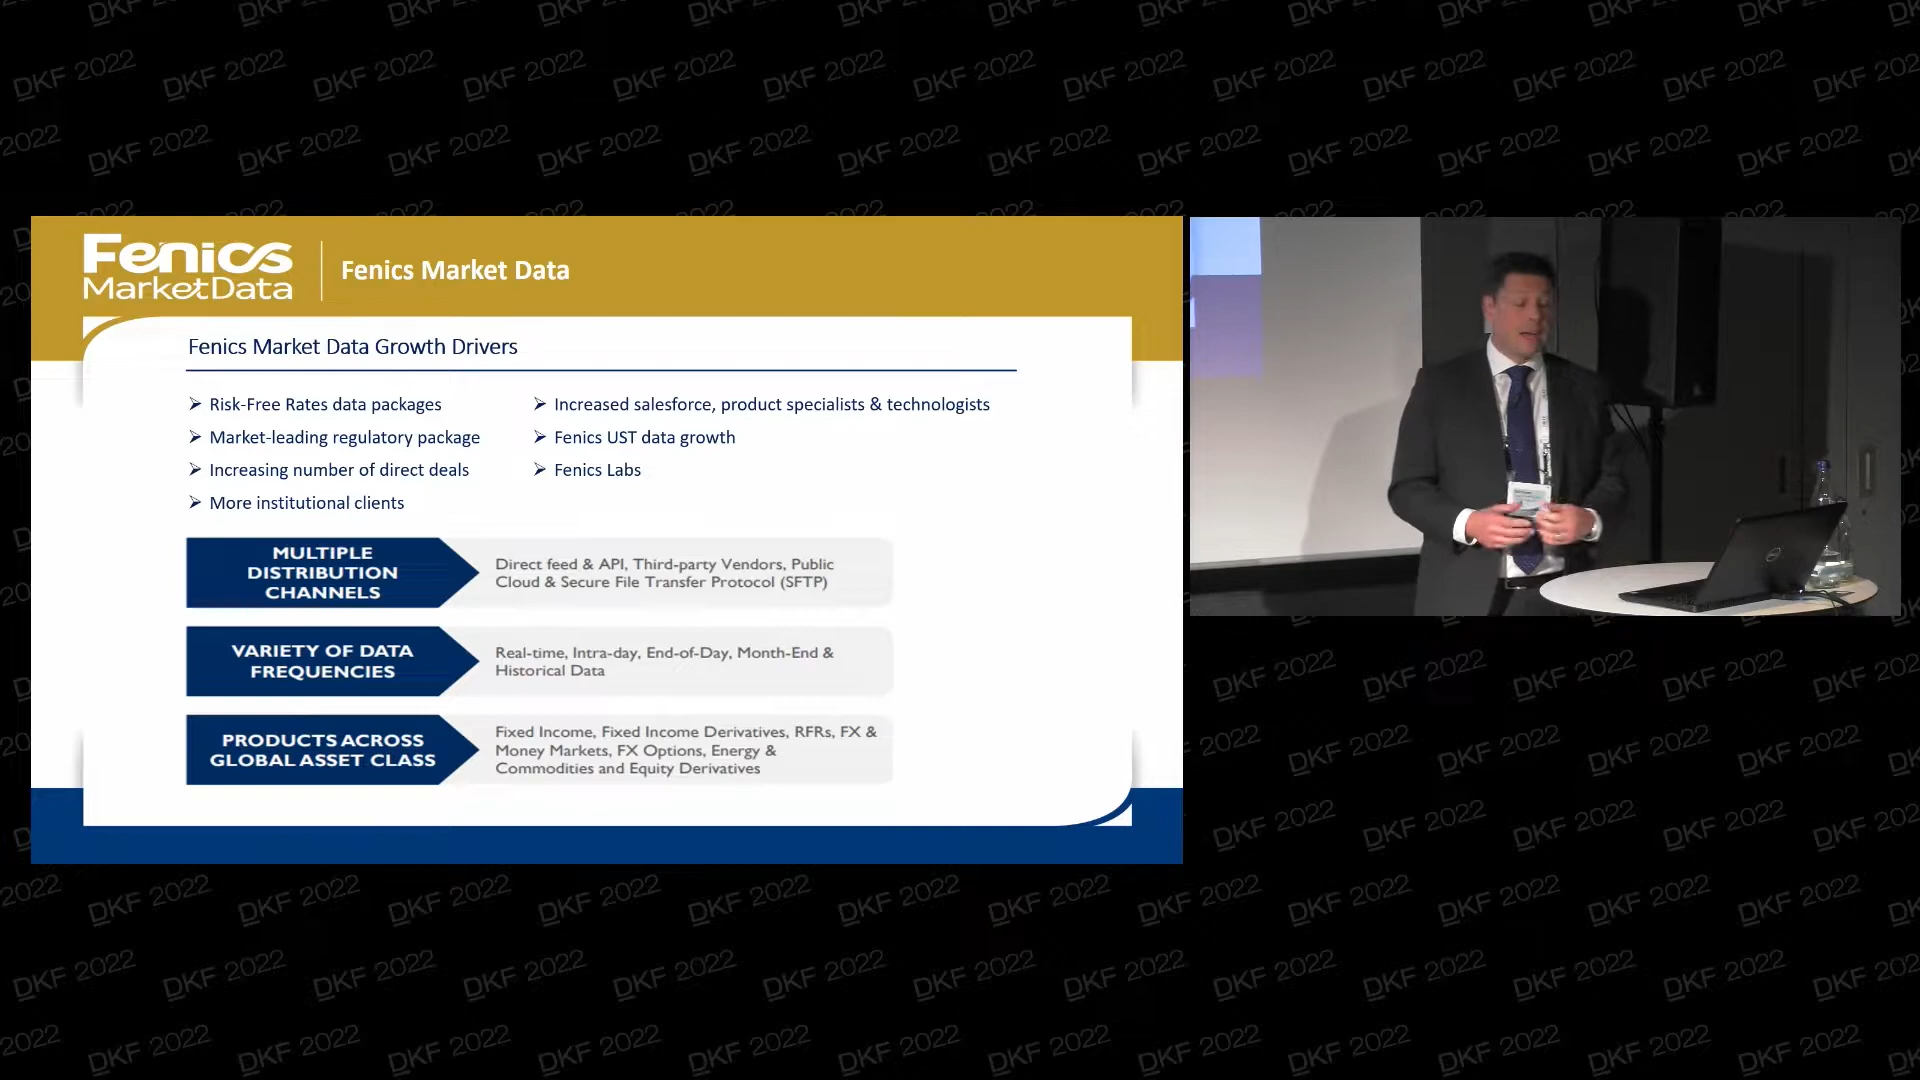 Fenics
MarketData
Fenics Market Data
Fenics Market Data Growth Drivers
Risk-Free Rates data packages
Market-leading regulatory package
Increasing number of direct deals
More institutional clients
Increased salesforce, product specialists & technologists
Fenics UST data growth
Fenics Labs
MULTIPLE
DISTRIBUTION
CHANNELS
Direct feed & API, Third-party Vendors, Public
Cloud & Secure File Transfer Protocol (SFTP)
VARIETY OF DATA
FREQUENCIES
Real-time, Intra-day, End-of-Day, Month-End &
Historical Data
PRODUCTS ACROSS
GLOBAL ASSET CLASS
Fixed Income, Fixed Income Derivatives, RFRs, FX &
Money Markets, FX Options, Energy &
Commodities and Equity Derivatives
DKF 2022